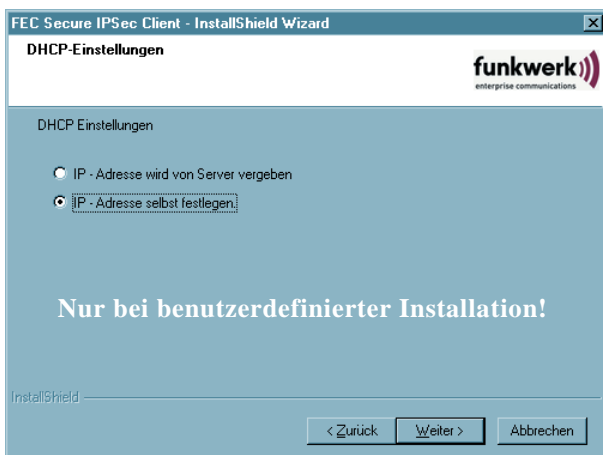 FEC Secure IPSec Client - InstallShield Wizard
DHCP-Einstellungen
funkwerk
enterprise communications
DHCP Einstellungen
IP - Adresse wird von Server vergeben
IP - Adresse selbst festlegen.
Nur bei benutzerdefinierter Installation!
InstallShield
< Zurück
Weiter >
Abbrechen